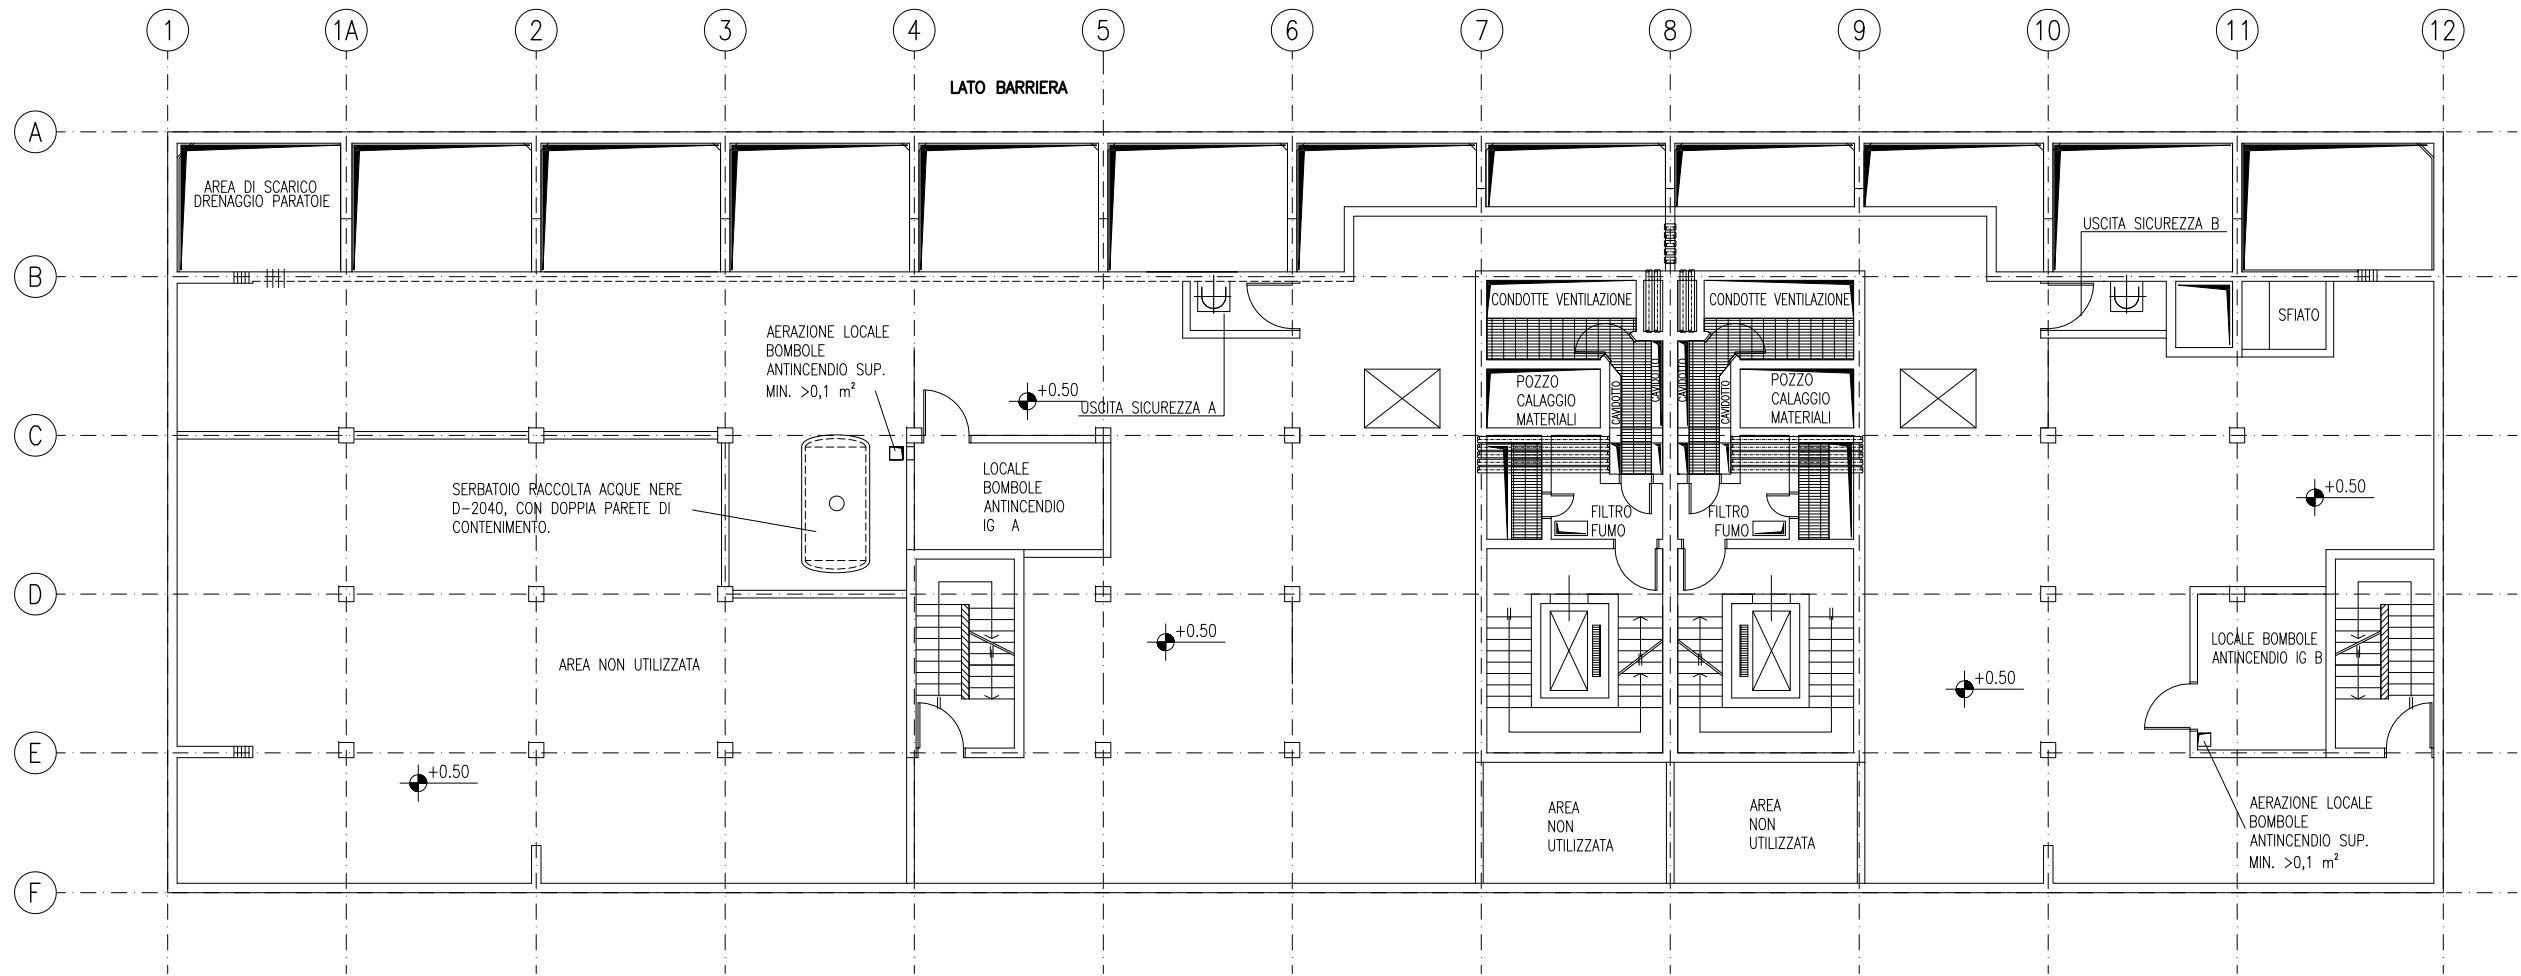 1
1A
2
3
4
5
6
7
8
9
10
11
12
LATO BARRIERA
A
AREA DI SCARICO
DRENAGGIO PARATOIE
USCITA SICUREZZA B
B
CONDOTTE VENTILAZIONE
CONDOTTE VENTILAZIONE
SFIATO
AERAZIONE LOCALE
BOMBOLE
ANTINCENDIO SUP.
MIN. >0,1 m²
+0.50
USCITA SICUREZZA A
POZZO
CALAGGIO
MATERIALI
CAVIDOTTO
CAVIDOTTO
CAVIDOTTO
CAVIDOTTO
POZZO
CALAGGIO
MATERIALI
C
LOCALE
BOMBOLE
ANTINCENDIO
IG A
SERBATOIO RACCOLTA ACQUE NERE
D-2040, CON DOPPIA PARETE DI
CONTENIMENTO.
FILTRO
FUMO
FILTRO
FUMO
+0.50
D
+0.50
AREA NON UTILIZZATA
LOCALE BOMBOLE
ANTINCENDIO IG B
+0.50
E
+0.50
AREA
NON
UTILIZZATA
AREA
NON
UTILIZZATA
AERAZIONE LOCALE
BOMBOLE
ANTINCENDIO SUP.
MIN. >0,1 m²
F